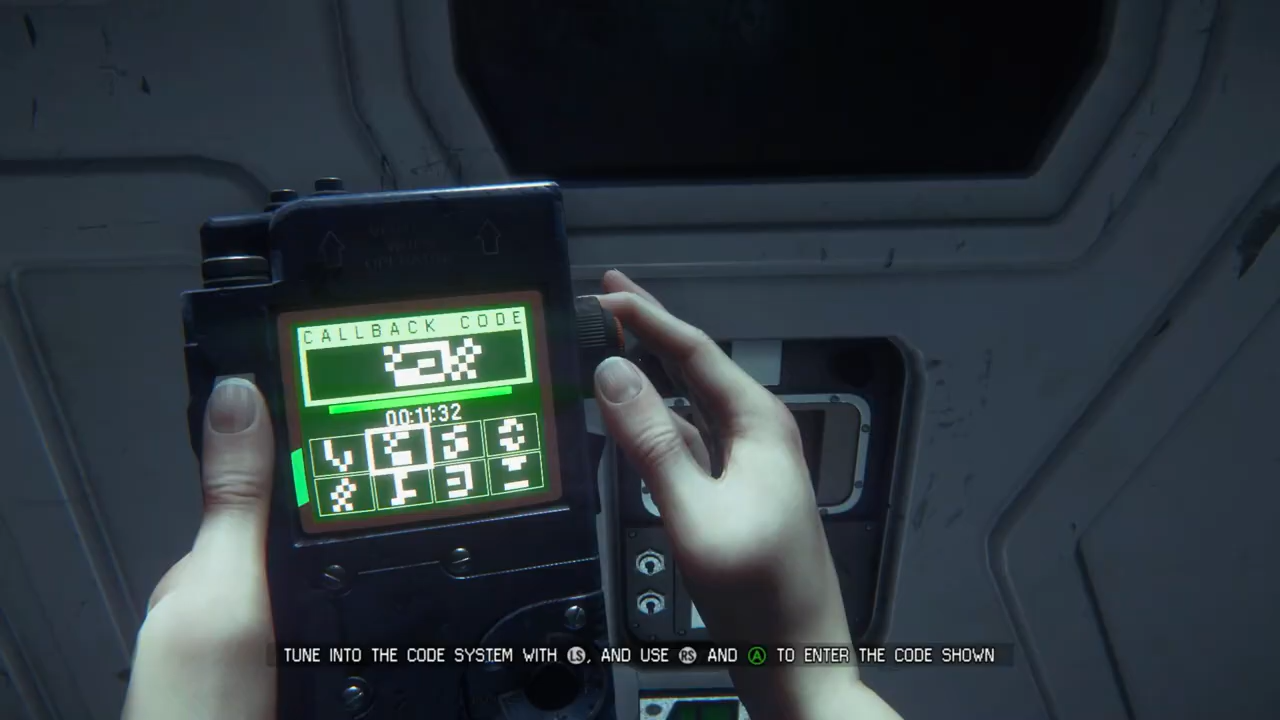 CALLBACK CODE
00:11:32
TUNE INTO THE CODE SYSTEM WITH LS, AND USE RS AND A TO ENTER THE CODE SHOWN